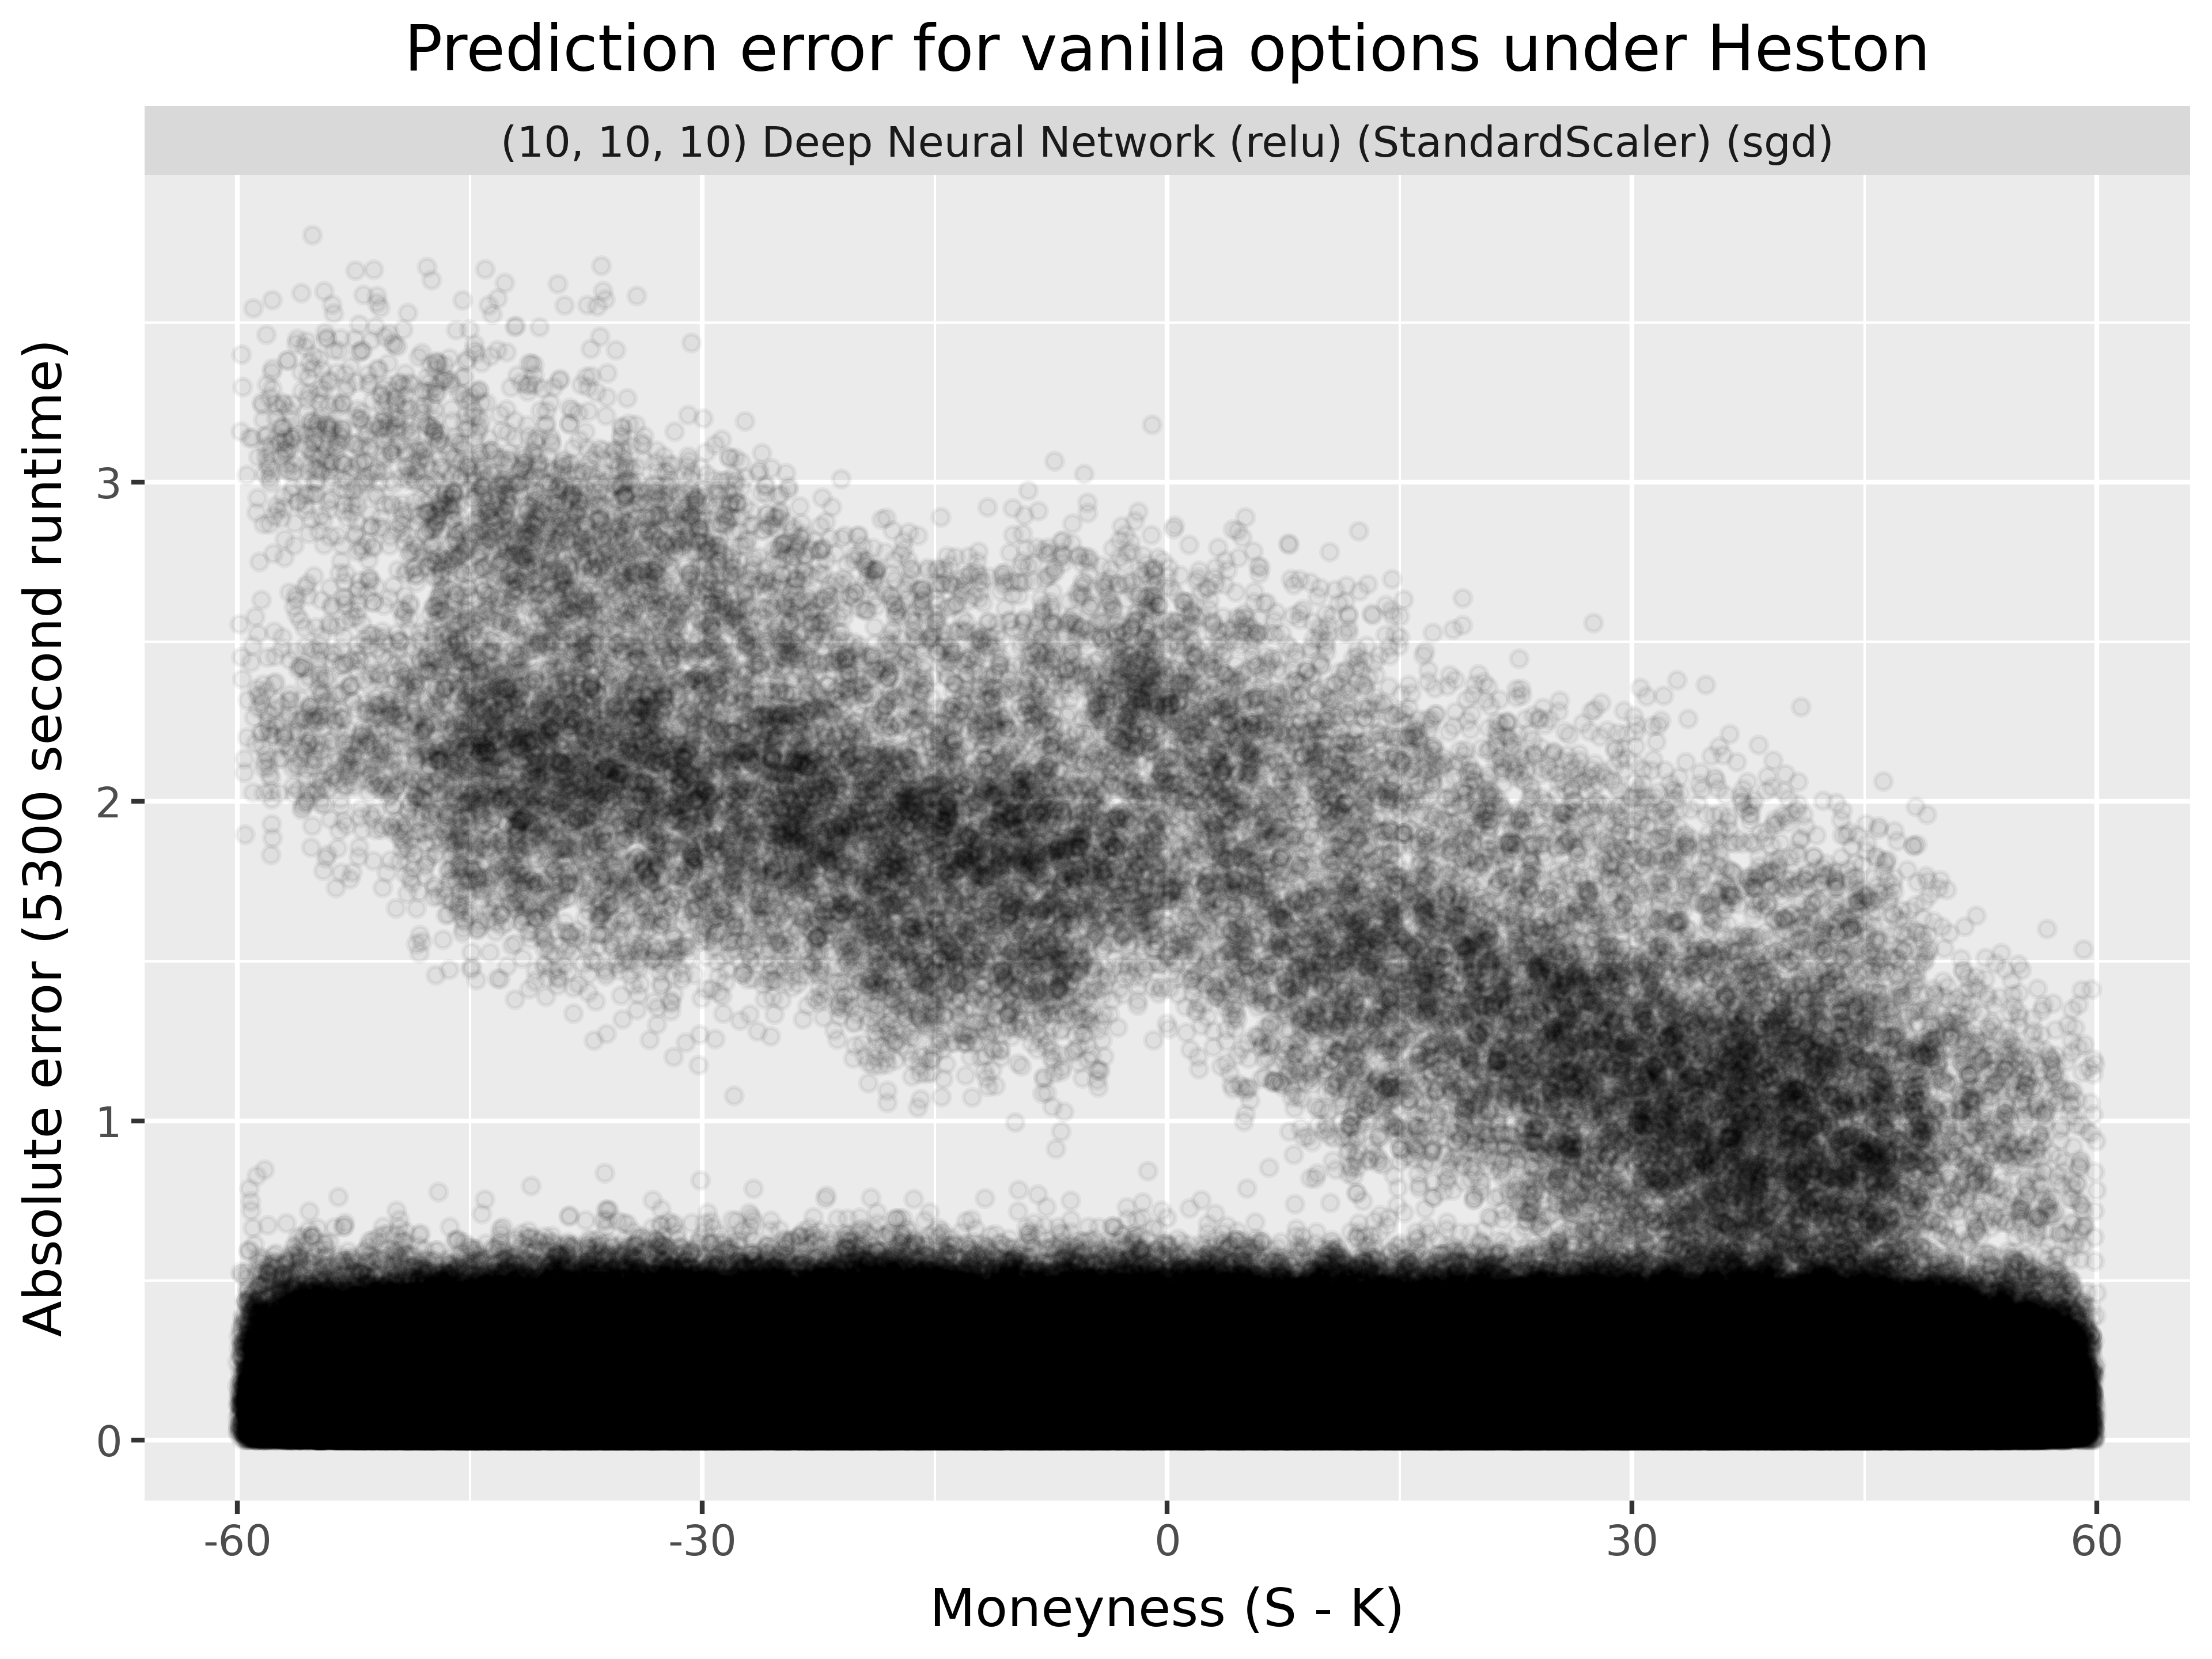 Prediction error for vanilla options under Heston
(10, 10, 10) Deep Neural Network (relu) (StandardScaler) (sgd)
Absolute error (5300 second runtime)
3
2
1
0
-60
-30
0
30
60
Moneyness (S - K)